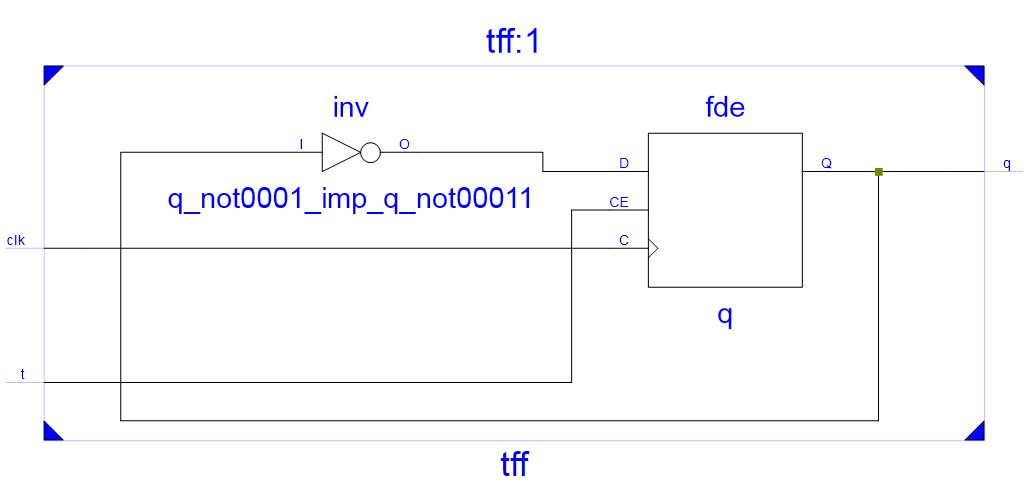 tff:1
inv
fde
I
O
D
Q
q
q_not0001_imp_q_not00011
CE
clk
C
q
t
tff